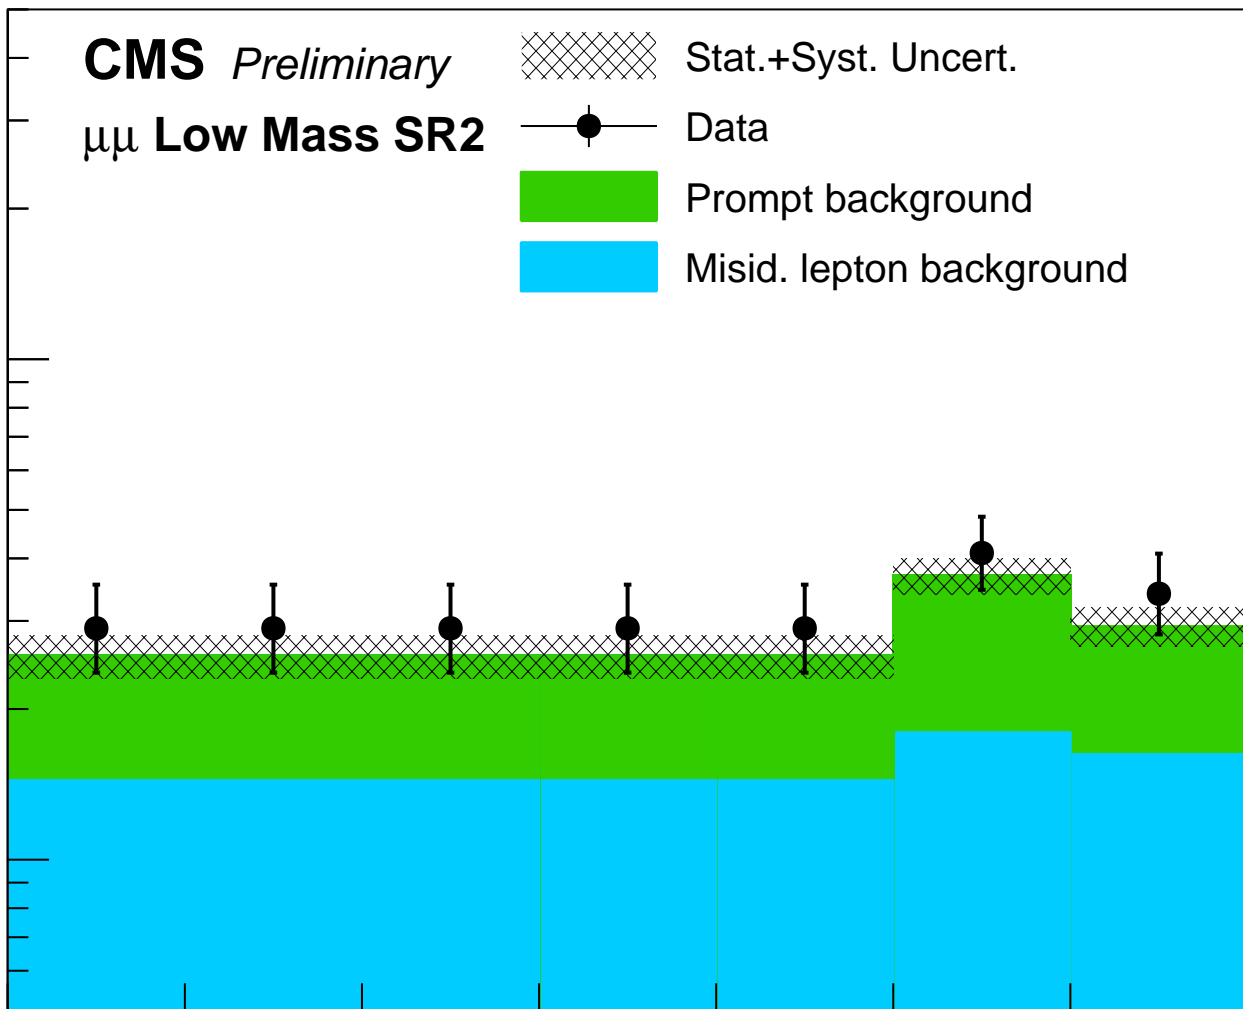 CMS Preliminary
μμ Low Mass SR2
Stat.+Syst. Uncert.
Data
Prompt background
Misid. lepton background